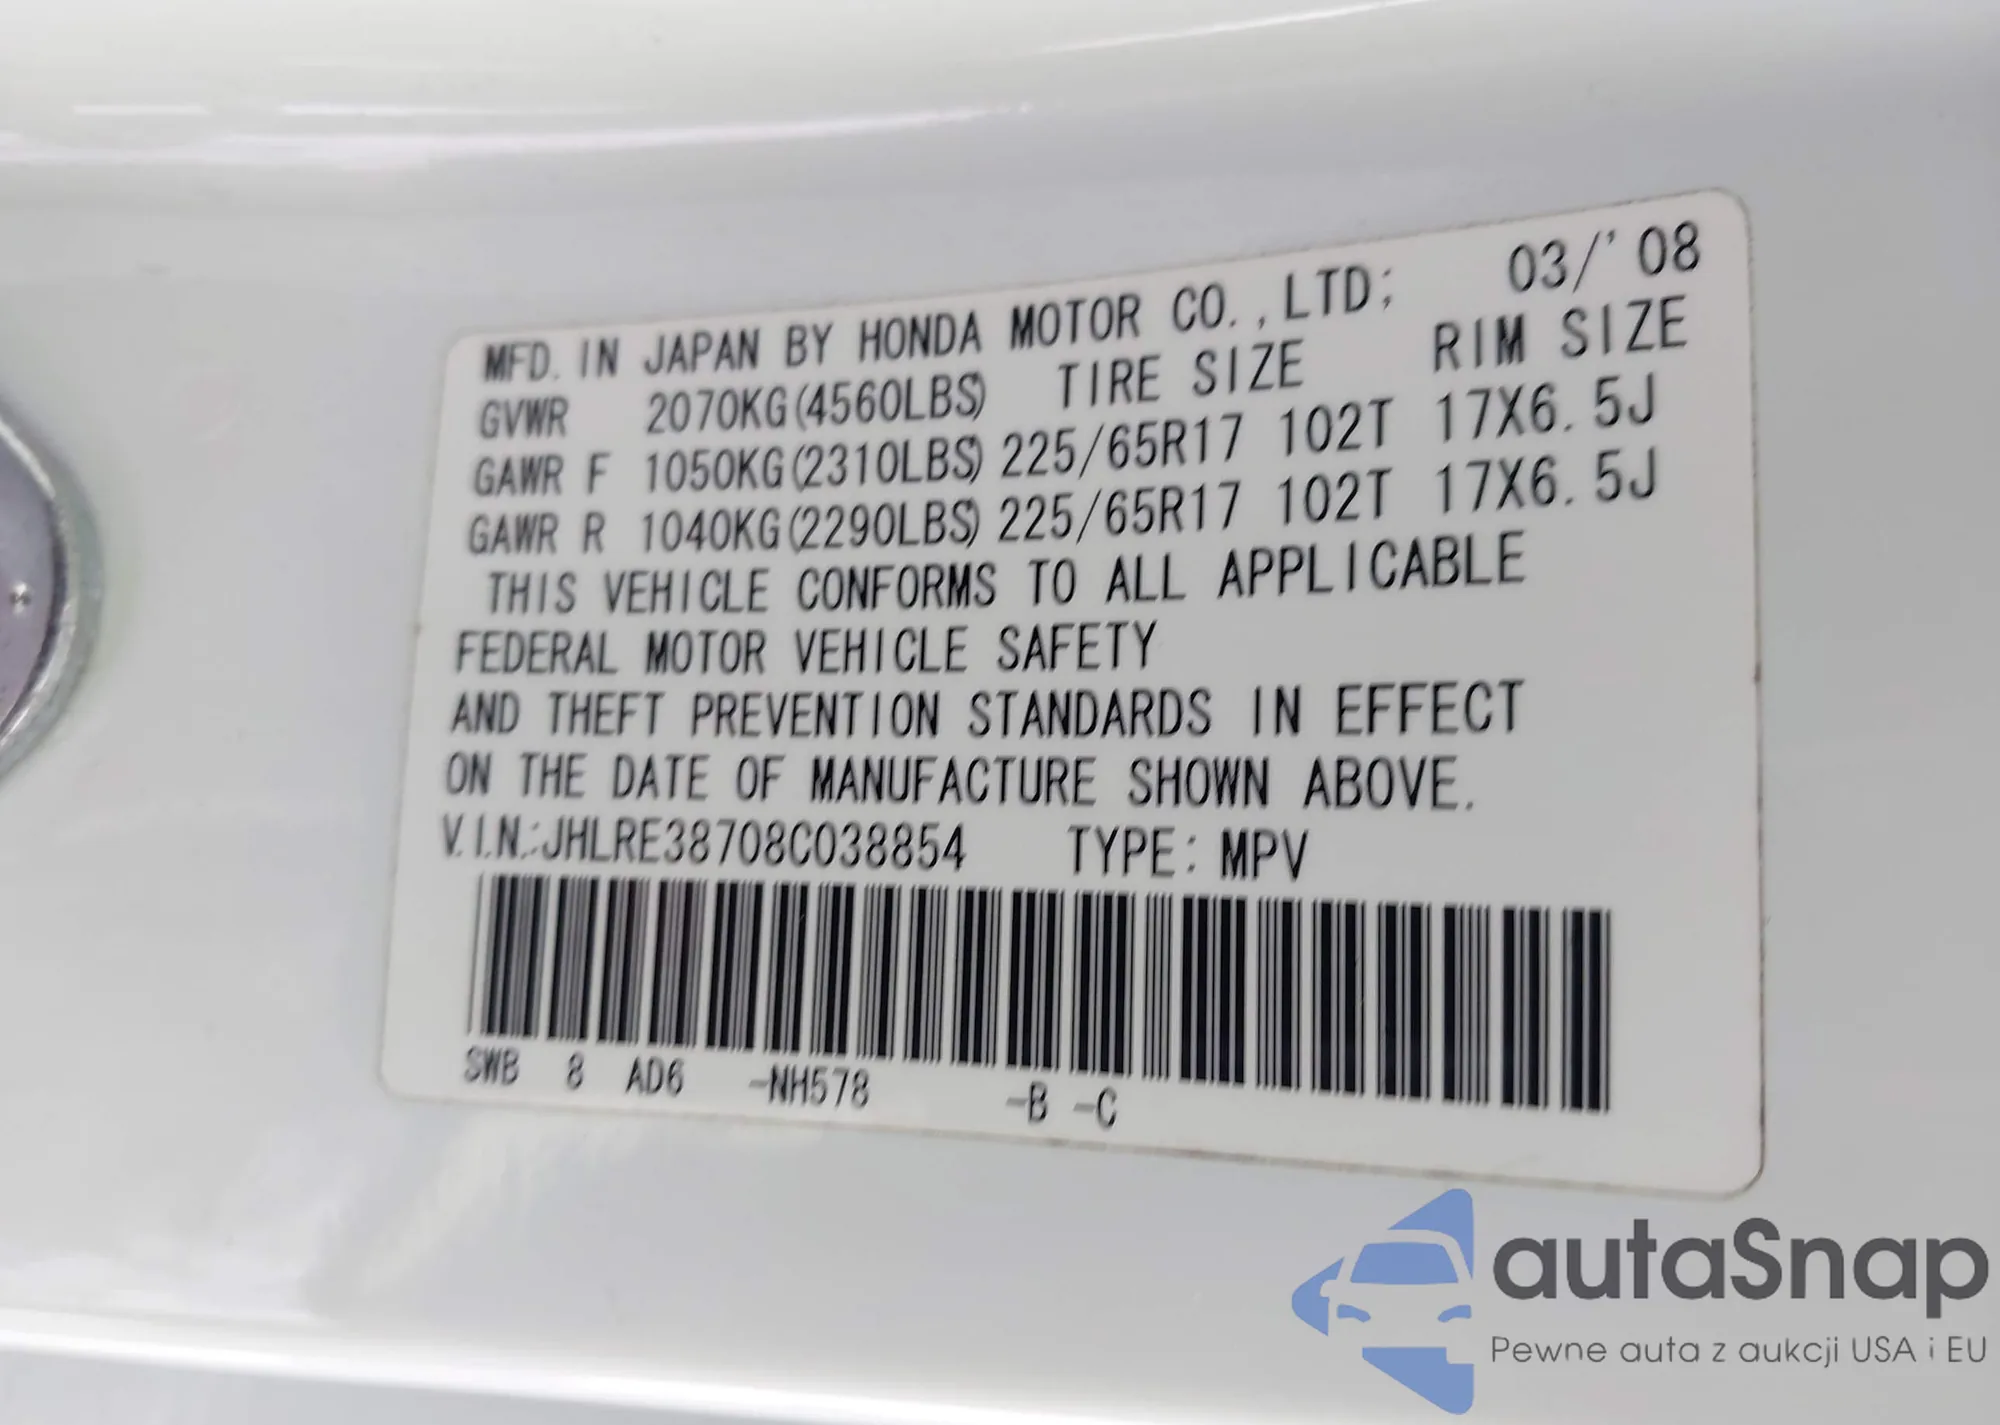 MFD. IN JAPAN BY HONDA MOTOR CO.,LTD; 03/'08
GVWR 2070KG(4560LBS) TIRE SIZE RIM SIZE
GAWR F 1050KG(2310LBS) 225/65R17 102T 17X6.5J
GAWR R 1040KG(2290LBS) 225/65R17 102T 17X6.5J
THIS VEHICLE CONFORMS TO ALL APPLICABLE
FEDERAL MOTOR VEHICLE SAFETY
AND THEFT PREVENTION STANDARDS IN EFFECT
ON THE DATE OF MANUFACTURE SHOWN ABOVE.
V.I.N.:JHLRE38708C038854 TYPE: MPV
SWB 8 AD6 -NH578 -B -C
autaSnap
Pewne auta z aukcji USA i EU